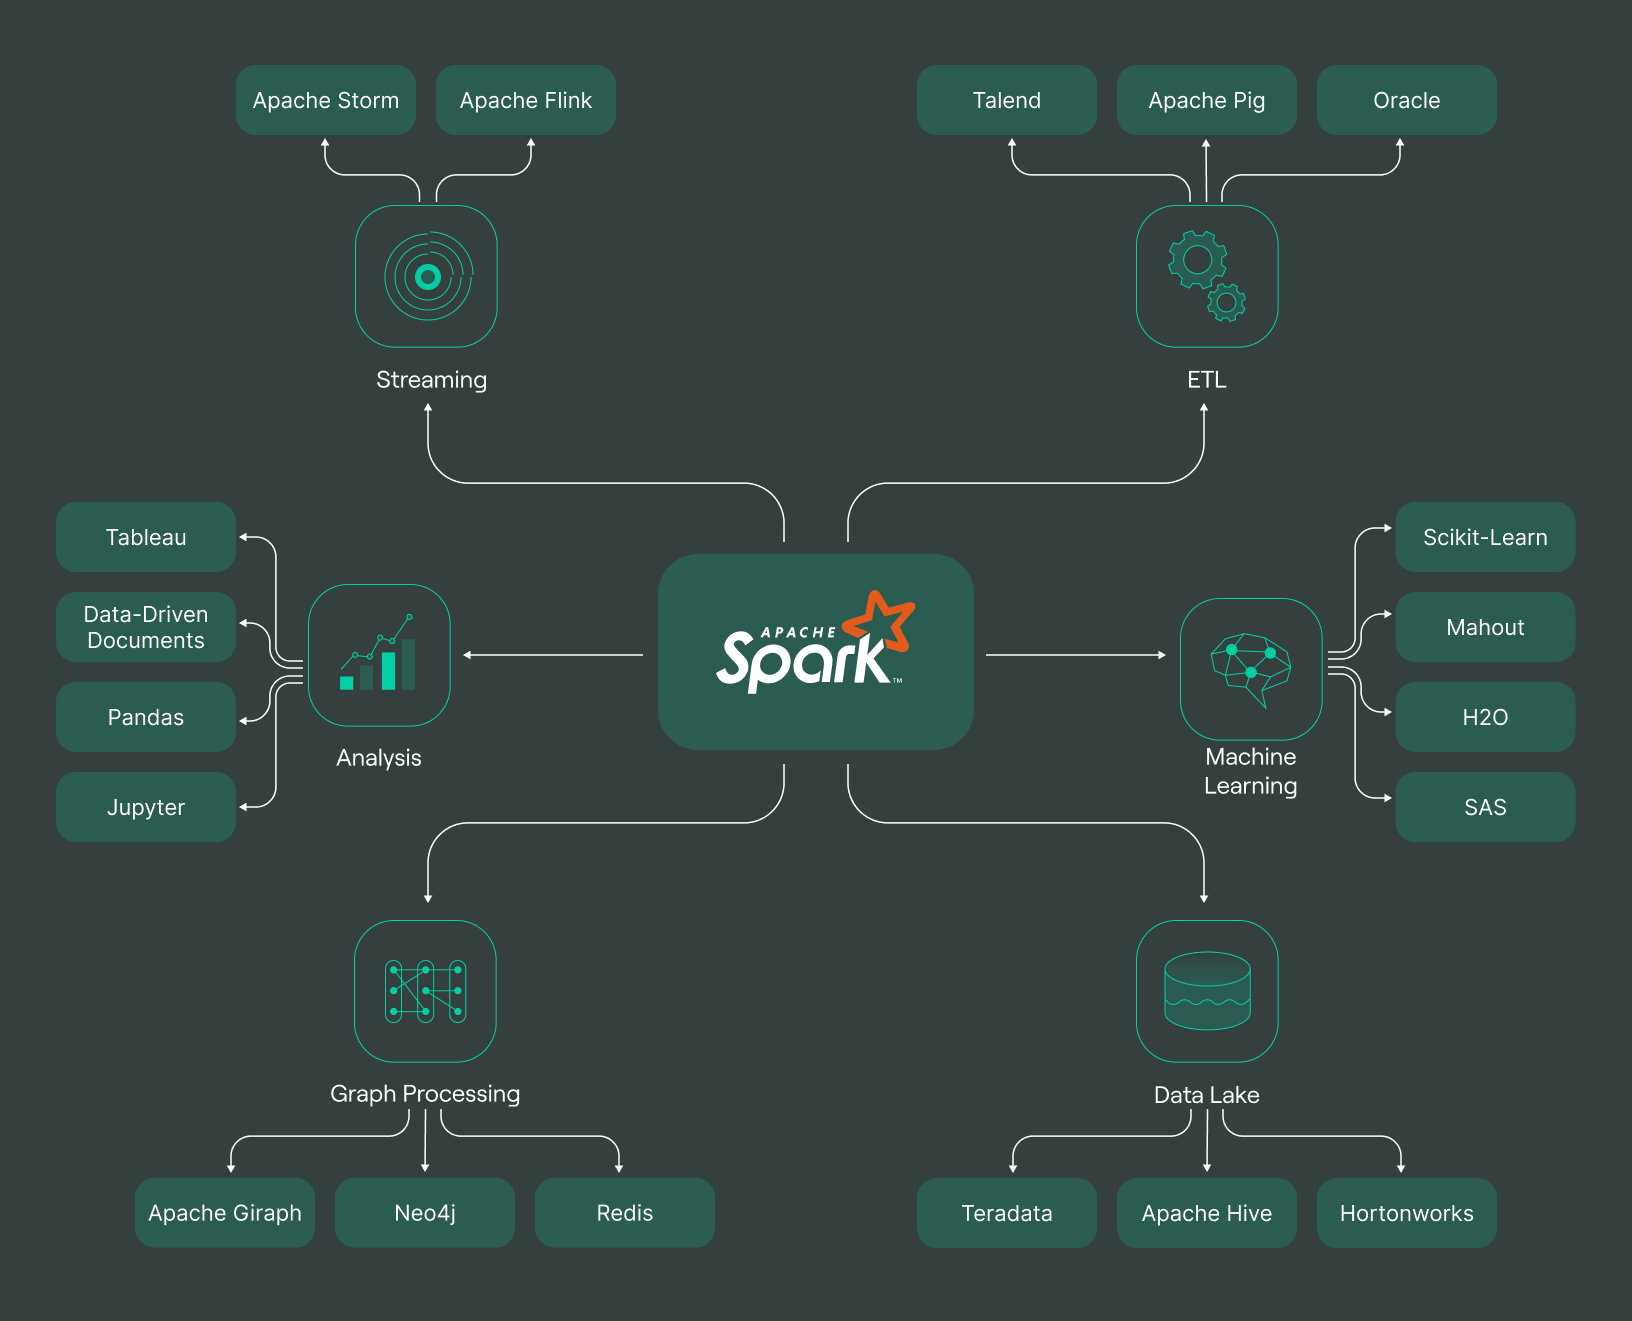 Apache Storm
Apache Flink
Talend
Apache Pig
Oracle
Streaming
ETL
Tableau
Data-Driven
Documents
Pandas
Jupyter
Analysis
APACHE
Spark™
Machine
Learning
Scikit-Learn
Mahout
H2O
SAS
Graph Processing
Data Lake
Apache Giraph
Neo4j
Redis
Teradata
Apache Hive
Hortonworks